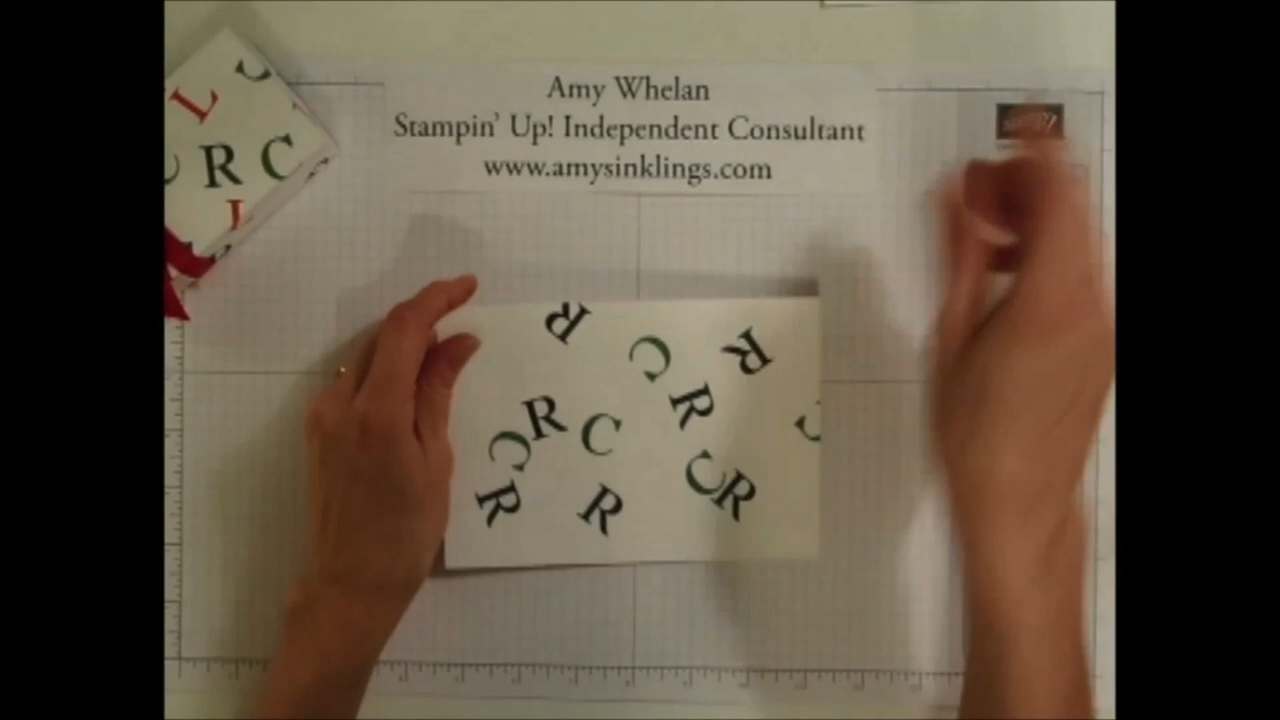 Amy Whelan
Stampin' Up! Independent Consultant
www.amysinklings.com
L
R C
J
R
C R
R
R C
C
C R
R R